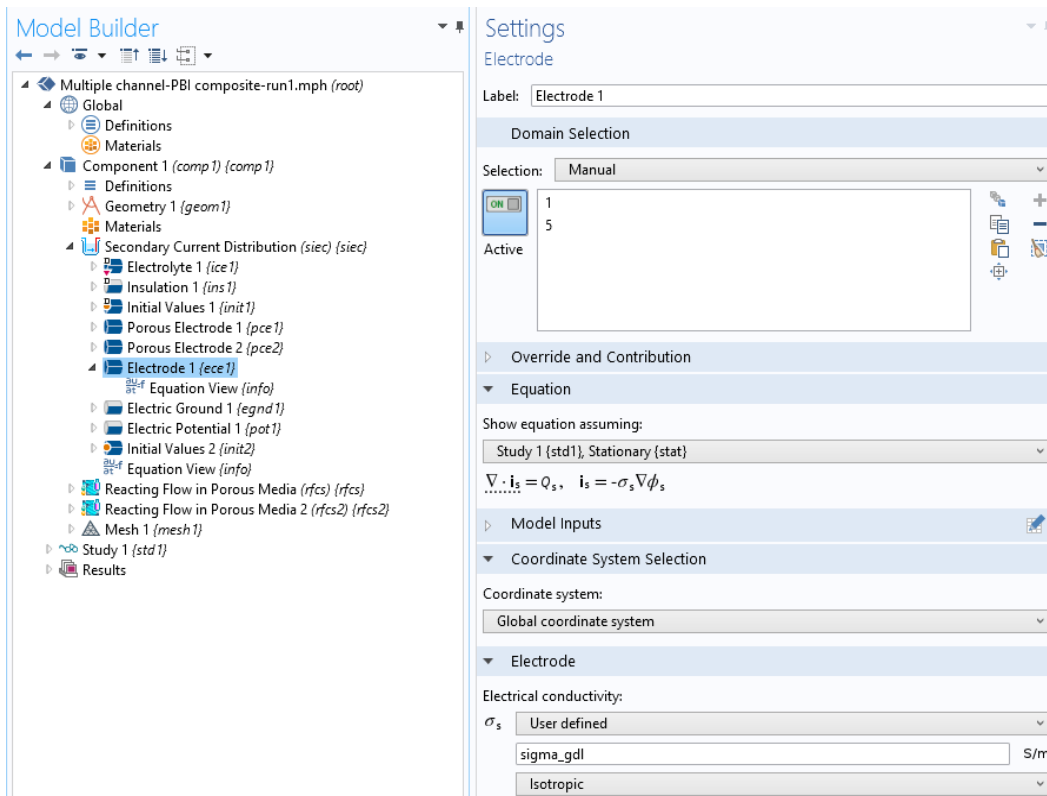 Model Builder
Multiple channel-PBI composite-run1.mph (root)
Global
Definitions
Materials
Component 1 (comp1) {comp1}
Definitions
Geometry 1 {geom1}
Materials
Secondary Current Distribution (siec) {siec}
D Electrolyte 1 {ice1}
D Insulation 1 {ins1}
D Initial Values 1 {init1}
Porous Electrode 1 {pce1}
Porous Electrode 2 {pce2}
Electrode 1 {ece1}
∂u/∂t=f Equation View {info}
Electric Ground 1 {egnd1}
Electric Potential 1 {pot1}
Initial Values 2 {init2}
∂u/∂t=f Equation View {info}
Reacting Flow in Porous Media (rfcs) {rfcs}
Reacting Flow in Porous Media 2 (rfcs2) {rfcs2}
Mesh 1 {mesh1}
Study 1 {std1}
Results
Settings
Electrode
Label: Electrode 1
Domain Selection
Selection: Manual
ON
1
5
Active
Override and Contribution
Equation
Show equation assuming:
Study 1 {std1}, Stationary {stat}
∇ · i_s = Q_s, i_s = -σ_s∇ϕ_s
Model Inputs
Coordinate System Selection
Coordinate system:
Global coordinate system
Electrode
Electrical conductivity:
σ_s User defined
sigma_gdl S/m
Isotropic